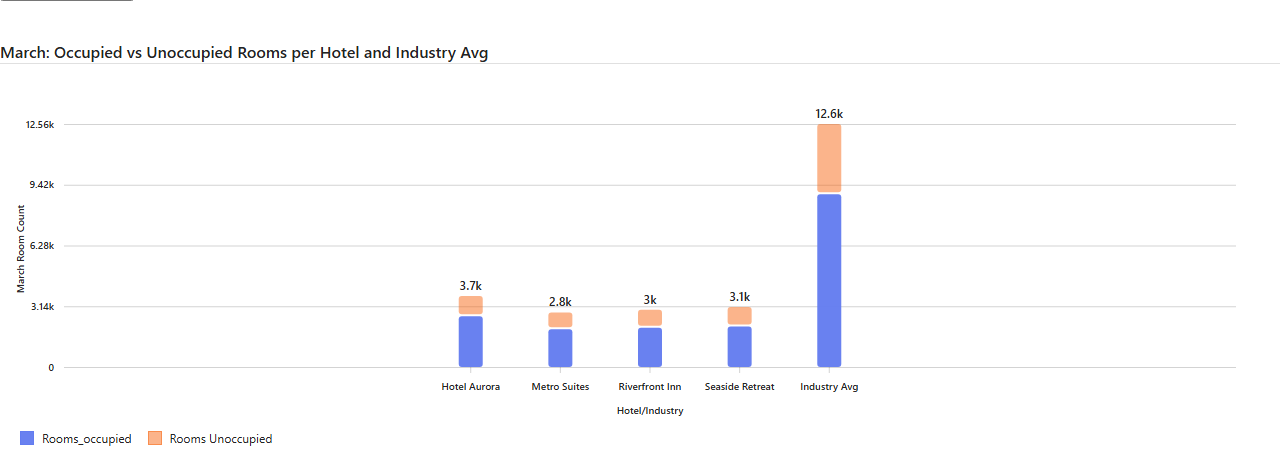 March: Occupied vs Unoccupied Rooms per Hotel and Industry Avg
12.6k
12.56k
9.42k
March Room Count
6.28k
3.7k
2.8k
3k
3.1k
3.14k
0
Hotel Aurora
Metro Suites
Riverfront Inn
Seaside Retreat
Industry Avg
Hotel/Industry
Rooms_occupied
Rooms Unoccupied